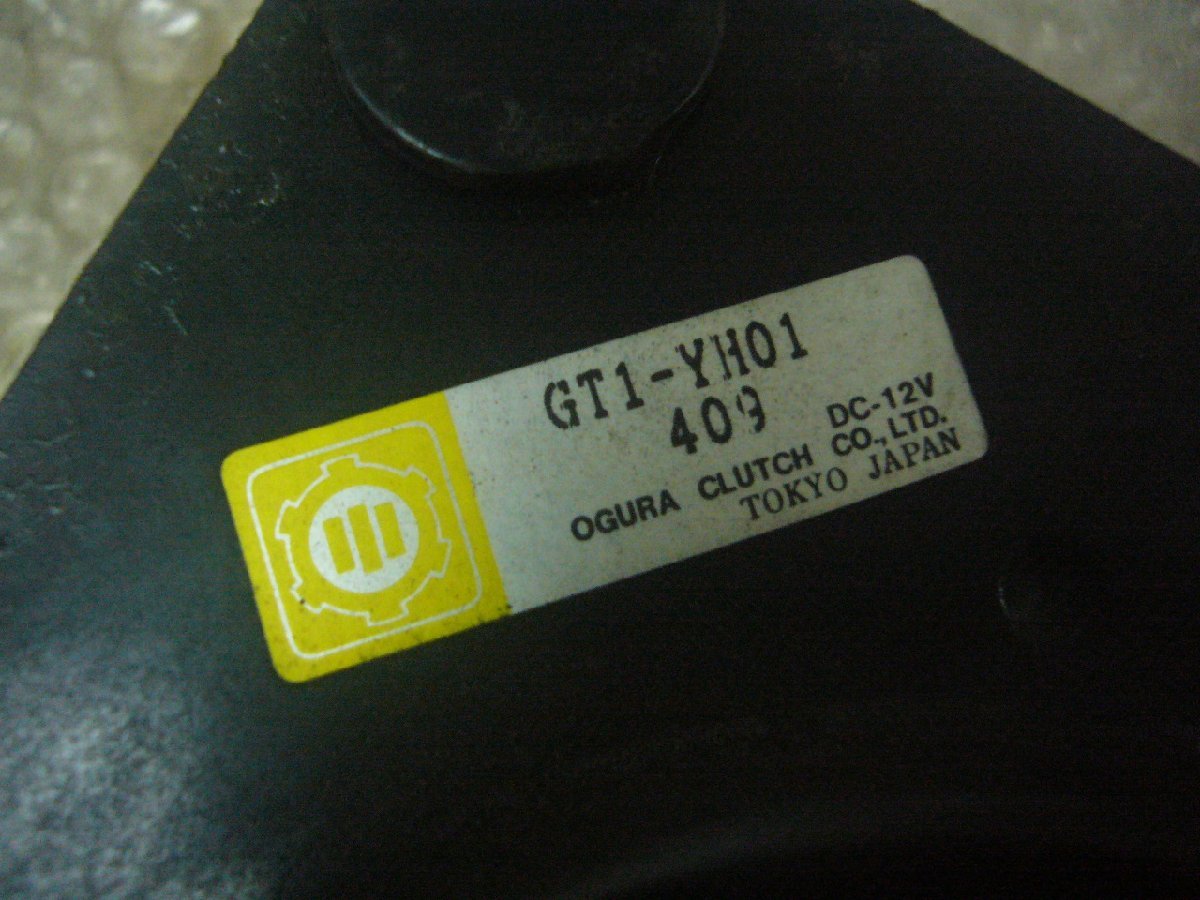 GT1-YH01
409
DC-12V
OGURA CLUTCH CO., LTD.
TOKYO JAPAN